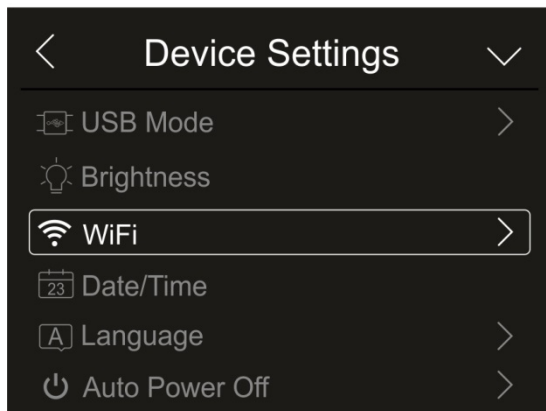 Device Settings
USB Mode
Brightness
WiFi
23 Date/Time
A Language
Auto Power Off